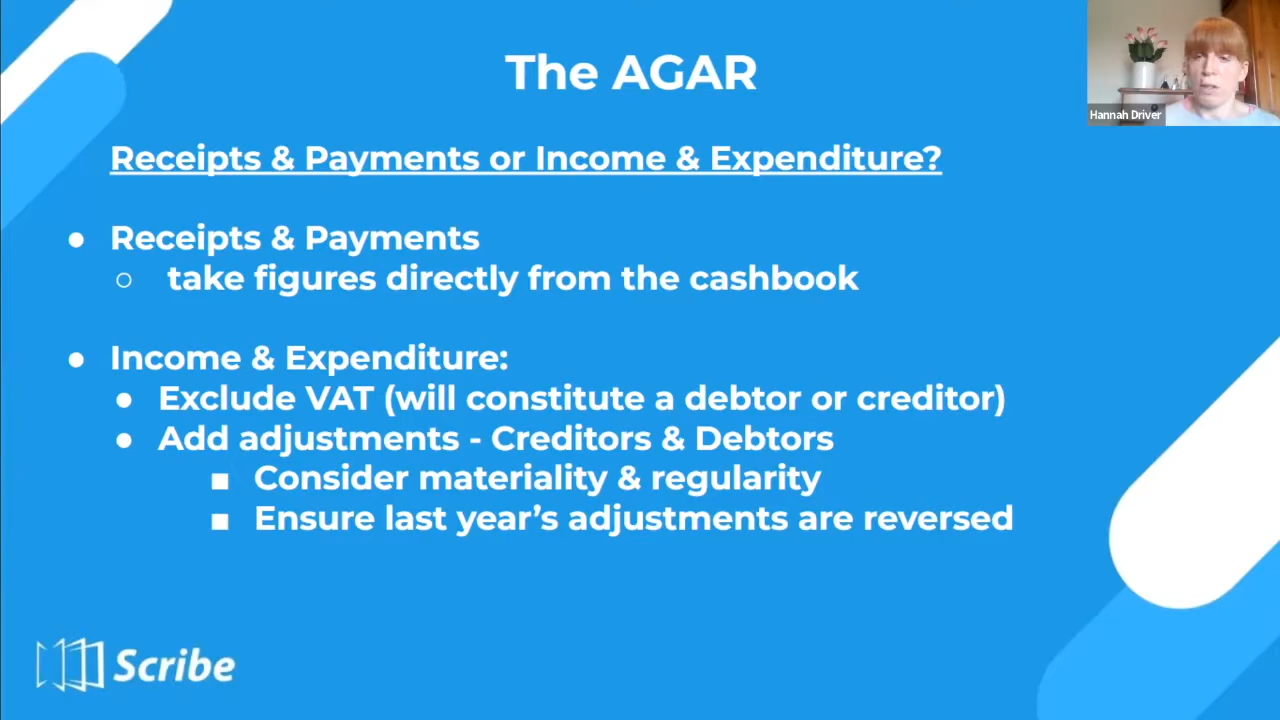 The AGAR
Hannah Driver
Receipts & Payments or Income & Expenditure?
● Receipts & Payments
○ take figures directly from the cashbook
● Income & Expenditure:
● Exclude VAT (will constitute a debtor or creditor)
● Add adjustments - Creditors & Debtors
■ Consider materiality & regularity
■ Ensure last year’s adjustments are reversed
Scribe